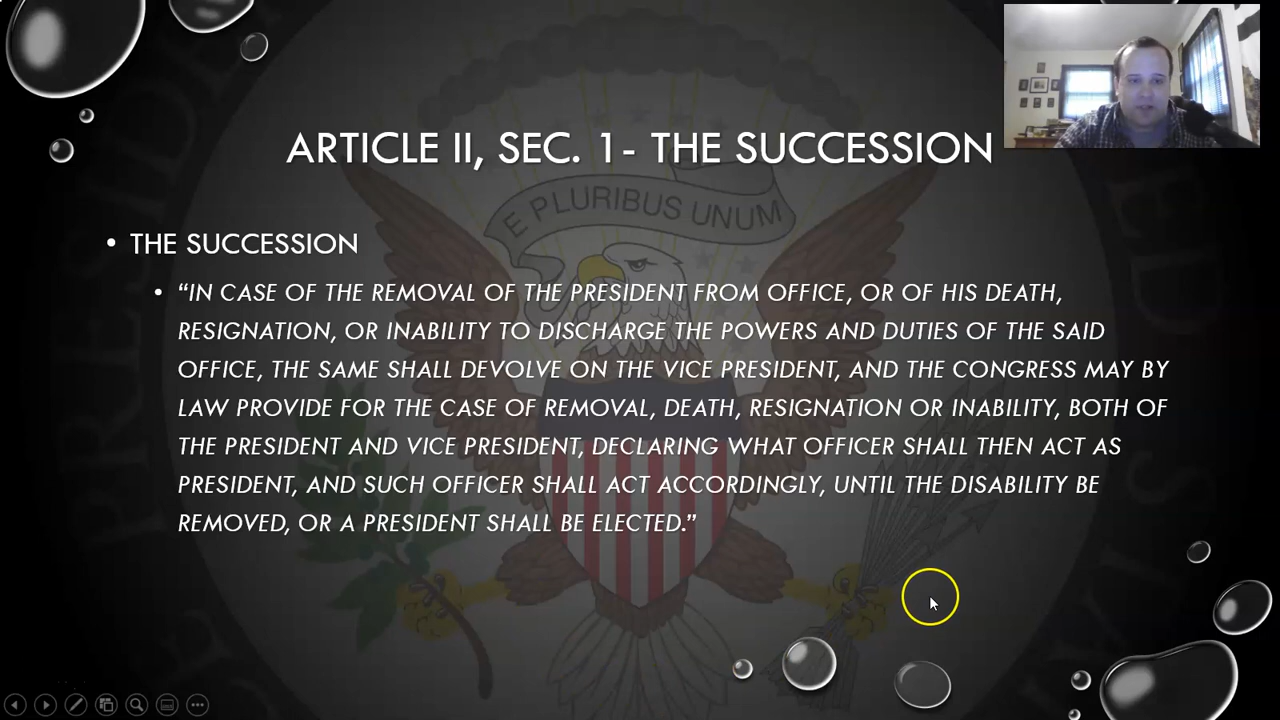 ARTICLE II, SEC. 1- THE SUCCESSION
E PLURIBUS UNUM
• THE SUCCESSION
• “IN CASE OF THE REMOVAL OF THE PRESIDENT FROM OFFICE, OR OF HIS DEATH,
RESIGNATION, OR INABILITY TO DISCHARGE THE POWERS AND DUTIES OF THE SAID
OFFICE, THE SAME SHALL DEVOLVE ON THE VICE PRESIDENT, AND THE CONGRESS MAY BY
LAW PROVIDE FOR THE CASE OF REMOVAL, DEATH, RESIGNATION OR INABILITY, BOTH OF
THE PRESIDENT AND VICE PRESIDENT, DECLARING WHAT OFFICER SHALL THEN ACT AS
PRESIDENT, AND SUCH OFFICER SHALL ACT ACCORDINGLY, UNTIL THE DISABILITY BE
REMOVED, OR A PRESIDENT SHALL BE ELECTED.”